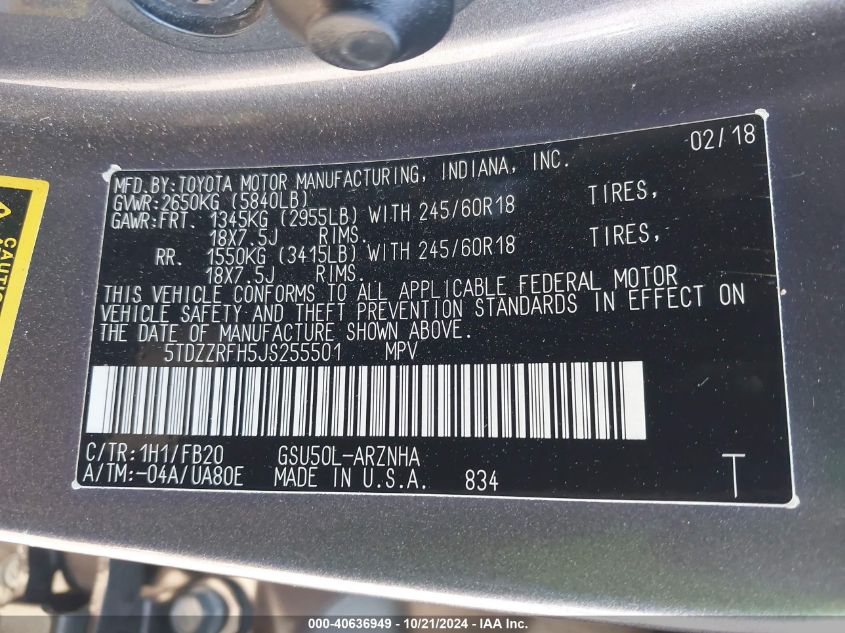 02/18
MFD.BY:TOYOTA MOTOR MANUFACTURING, INDIANA, INC.
GVWR:2650KG (5840LB)
GAWR:FRT. 1345KG (2955LB) WITH 245/60R18 TIRES,
18X7.5J RIMS.
RR. 1550KG (3415LB) WITH 245/60R18 TIRES,
18X7.5J RIMS.
THIS VEHICLE CONFORMS TO ALL APPLICABLE FEDERAL MOTOR
VEHICLE SAFETY AND THEFT PREVENTION STANDARDS IN EFFECT ON
THE DATE OF MANUFACTURE SHOWN ABOVE.
5TDZZRFH5JS255501 MPV
C/TR:1H1/FB20 GSU50L-ARZNHA
A/TM:-04A/UA80E MADE IN U.S.A. 834 T
CAUTION
000-40636949 - 10/21/2024 - IAA Inc.